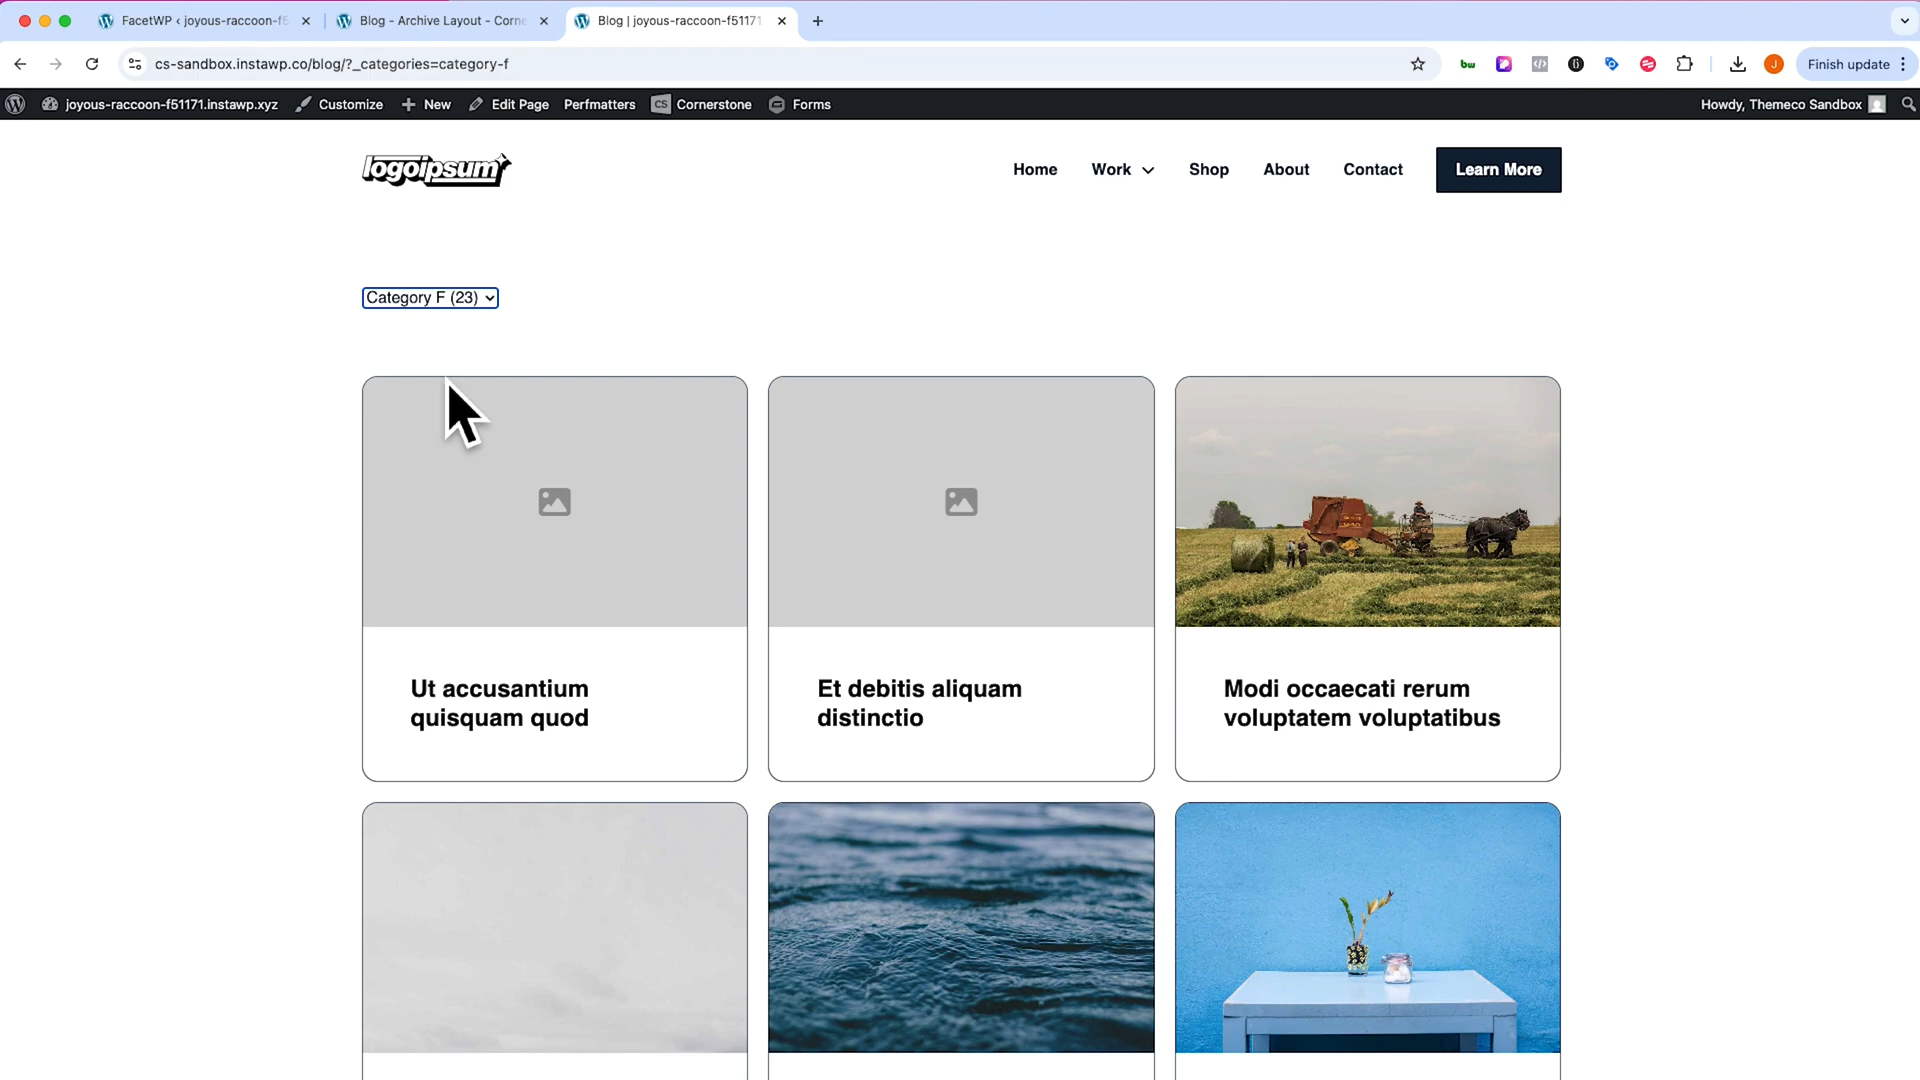 FacetWP ‹ joyous-raccoon-f5
Blog - Archive Layout - Corne
Blog | joyous-raccoon-f51171
cs-sandbox.instawp.co/blog/?_categories=category-f
bw
J
Finish update
joyous-raccoon-f51171.instawp.xyz
Customize
New
Edit Page
Perfmatters
CS Cornerstone
Forms
Howdy, Themeco Sandbox
logoipsum
Home
Work
Shop
About
Contact
Learn More
Category F (23)
Ut accusantium
quisquam quod
Et debitis aliquam
distinctio
Modi occaecati rerum
voluptatem voluptatibus